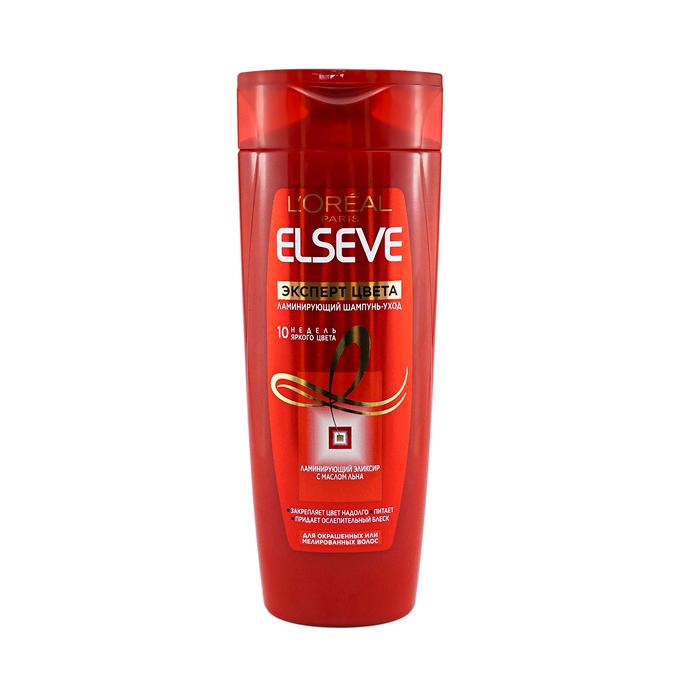 L'ORÉAL
PARIS
ELSEVE
ЭКСПЕРТ ЦВЕТА
ЛАМИНИРУЮЩИЙ ШАМПУНЬ-УХОД
10 НЕДЕЛЬ
ЯРКОГО ЦВЕТА
ЛАМИНИРУЮЩИЙ ЭЛИКСИР
С МАСЛОМ ЛЬНА
•ЗАКРЕПЛЯЕТ ЦВЕТ НАДОЛГО •ПИТАЕТ
•ПРИДАЕТ ОСЛЕПИТЕЛЬНЫЙ БЛЕСК
ДЛЯ ОКРАШЕННЫХ ИЛИ
МЕЛИРОВАННЫХ ВОЛОС